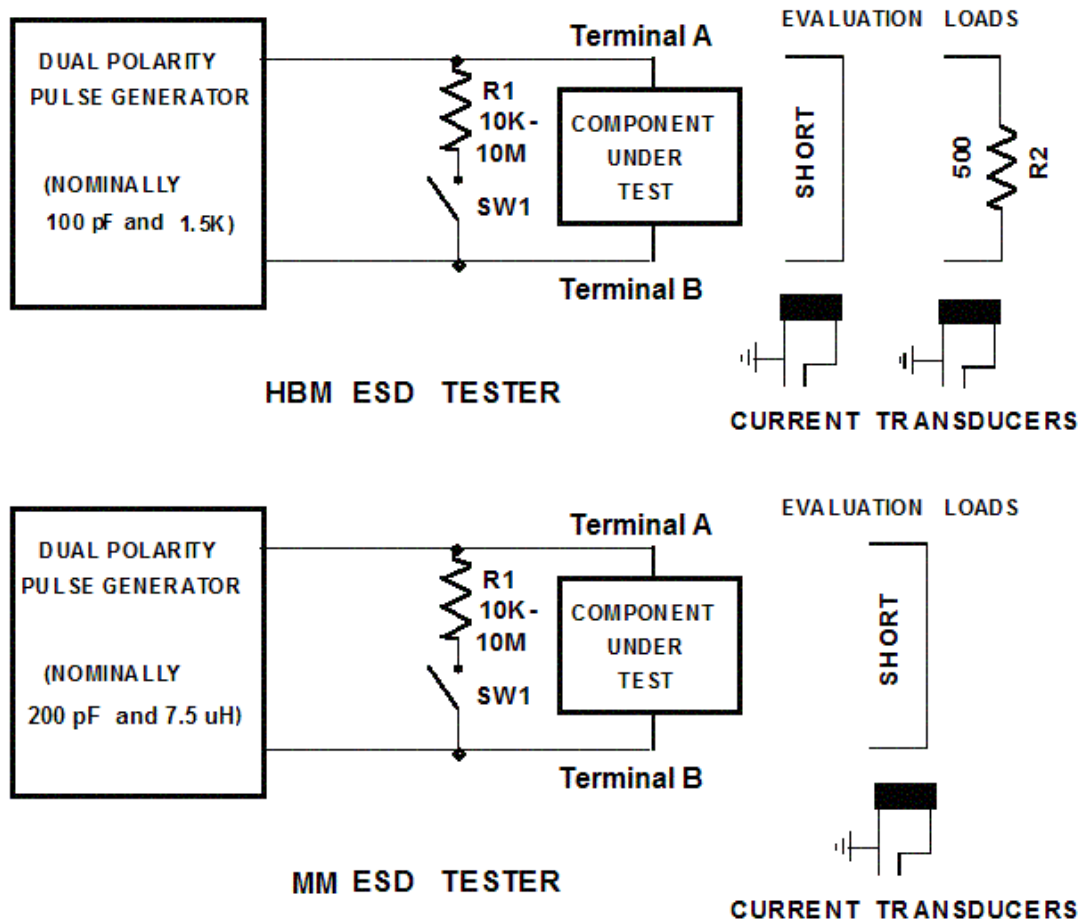 EVALUATION LOADS
DUAL POLARITY
PULSE GENERATOR
(NOMINALLY
100 pF and 1.5K)
Terminal A
R1
10K-
10M
SW1
COMPONENT
UNDER
TEST
Terminal B
SHORT
500
R2
HBM ESD TESTER
CURRENT TRANSDUCERS
EVALUATION LOADS
DUAL POLARITY
PULSE GENERATOR
(NOMINALLY
200 pF and 7.5 uH)
Terminal A
R1
10K-
10M
SW1
COMPONENT
UNDER
TEST
Terminal B
SHORT
MM ESD TESTER
CURRENT TRANSDUCERS